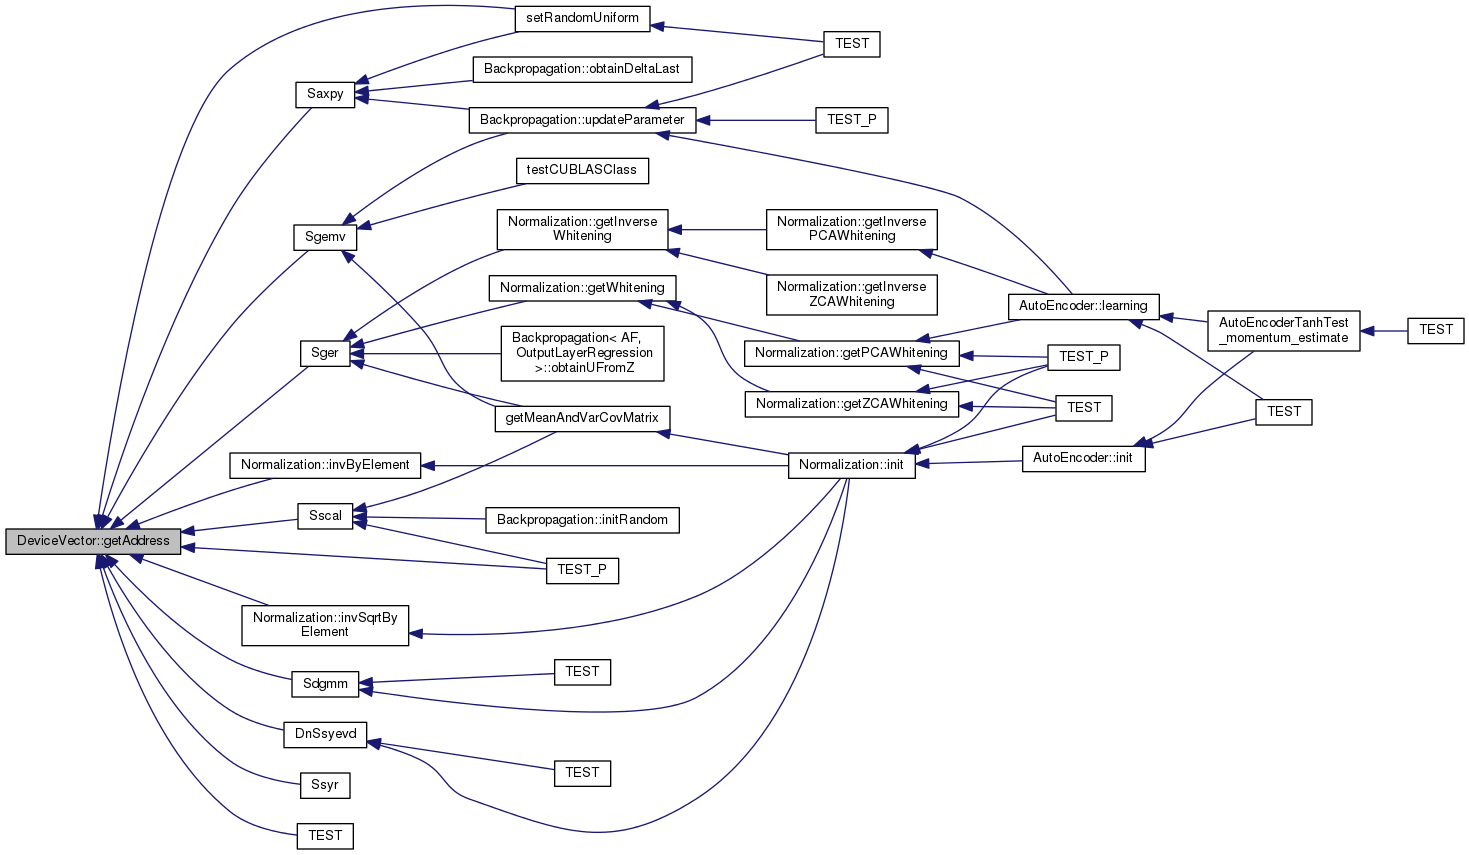 setRandomUniform
TEST
Backpropagation::obtainDeltaLast
Saxpy
Backpropagation::updateParameter
TEST_P
testCUBLASClass
Sgemv
Normalization::getInverse
Whitening
Normalization::getInverse
PCAWhitening
Normalization::getWhitening
Normalization::getInverse
ZCAWhitening
AutoEncoder::learning
AutoEncoderTanhTest
_momentum_estimate
TEST
Sger
Backpropagation< AF,
OutputLayerRegression
>::obtainUFromZ
Normalization::getPCAWhitening
TEST_P
Normalization::getZCAWhitening
TEST
TEST
getMeanAndVarCovMatrix
Normalization::invByElement
Normalization::init
AutoEncoder::init
Sscal
Backpropagation::initRandom
DeviceVector::getAddress
TEST_P
Normalization::invSqrtBy
Element
Sdgmm
TEST
DnSsyevd
TEST
Ssyr
TEST